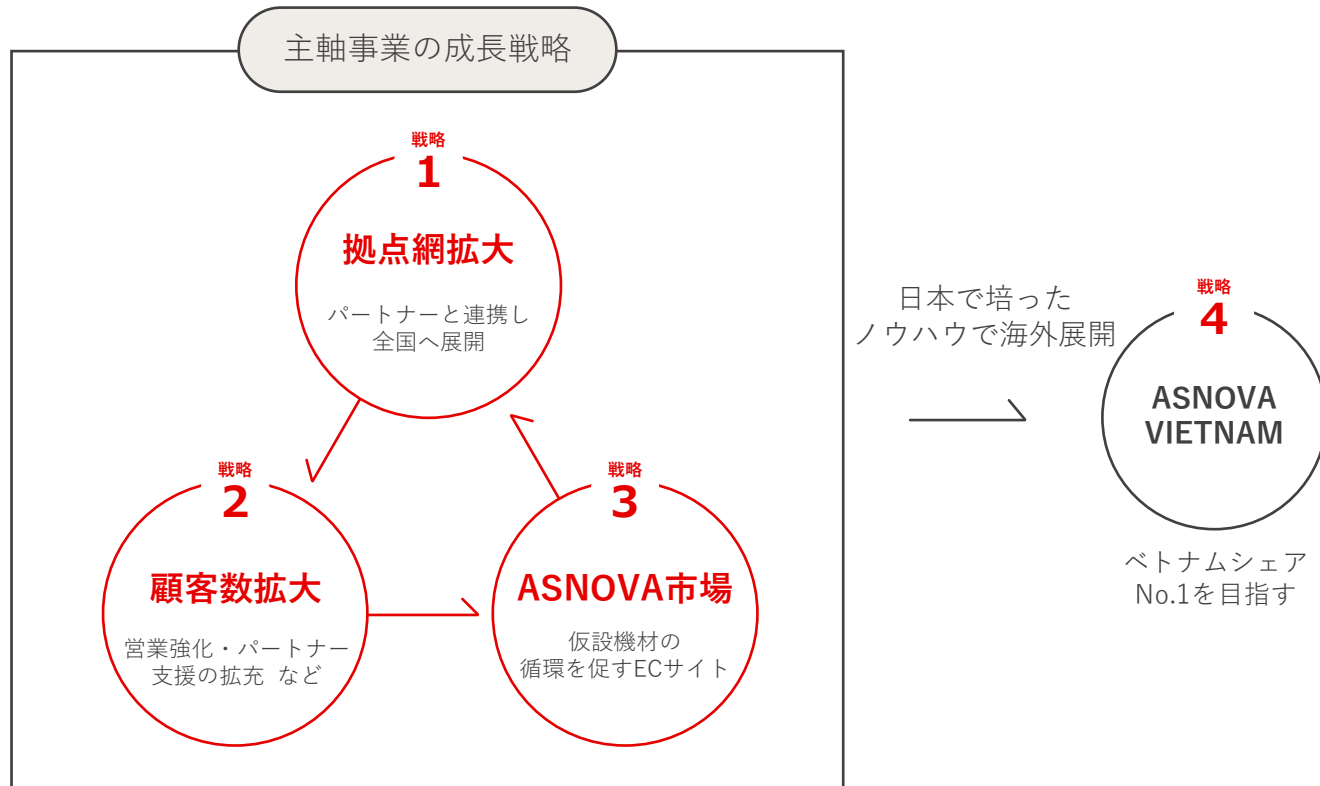 主軸事業の成長戦略
戦略
1
拠点網拡大
パートナーと連携し
全国へ展開
戦略
2
顧客数拡大
営業強化・パートナー
支援の拡充 など
戦略
3
ASNOVA市場
仮設機材の
循環を促すECサイト
日本で培った
ノウハウで海外展開
戦略
4
ASNOVA
VIETNAM
ベトナムシェア
No.1を目指す